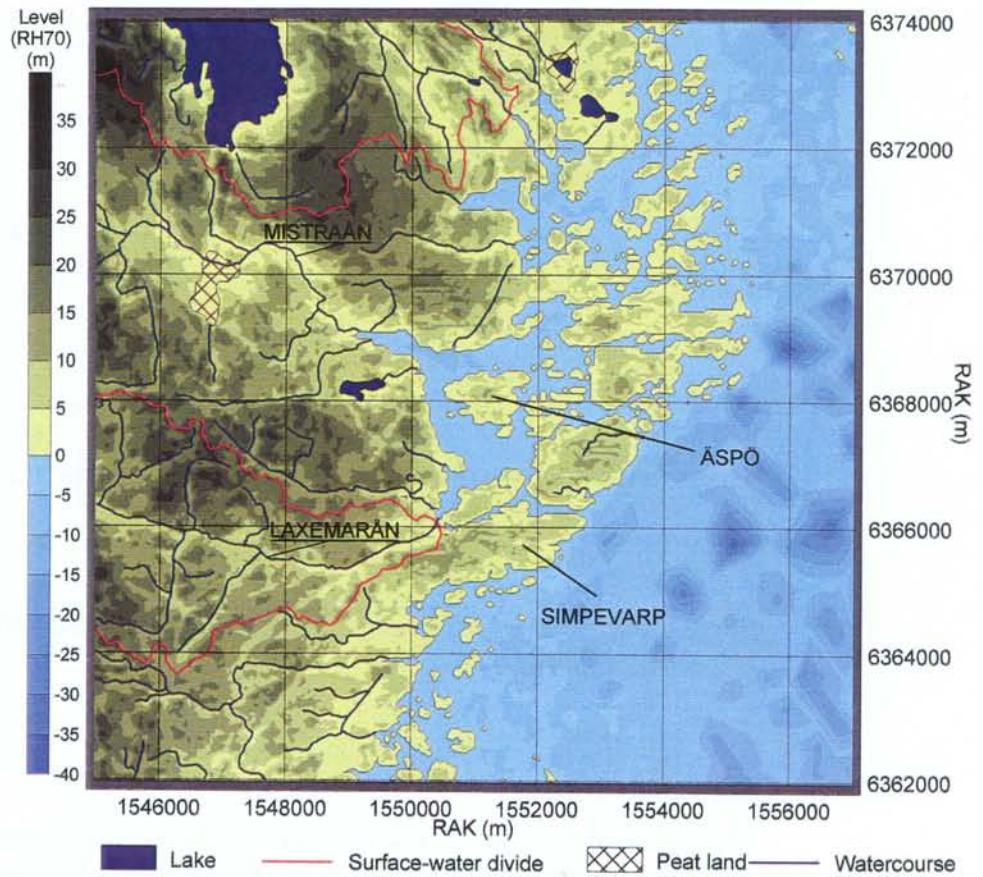 Level
(RH70)
(m)
35
30
25
20
15
10
5
0
-5
-10
-15
-20
-25
-30
-35
-40
MISTRAÅN
ÄSPÖ
LAXEMARÅN
SIMPEVARP
6374000
6372000
6370000
6368000
6366000
6364000
6362000
RAK (m)
1546000 1548000 1550000 1552000 1554000 1556000
RAK (m)
Lake Surface-water divide Peat land Watercourse